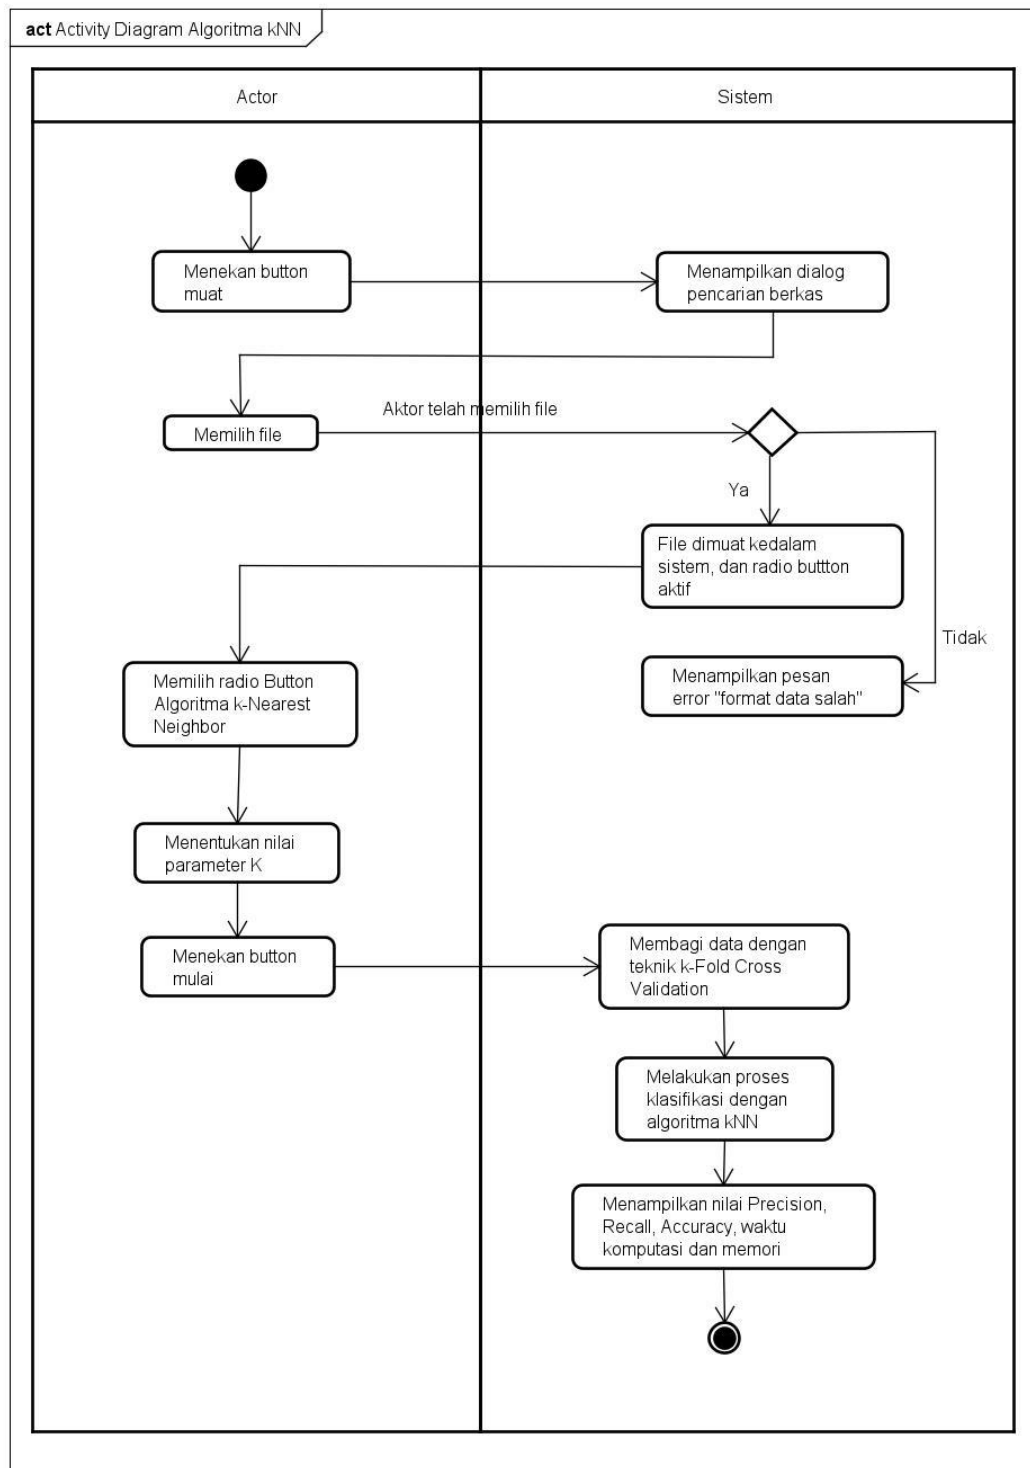 act Activity Diagram Algoritma kNN
Actor
Sistem
Menekan button
muat
Menampilkan dialog
pencarian berkas
Memilih file
Aktor telah memilih file
Ya
File dimuat kedalam
sistem, dan radio buttton
aktif
Tidak
Menampilkan pesan
error "format data salah"
Memilih radio Button
Algoritma k-Nearest
Neighbor
Menentukan nilai
parameter K
Menekan button
mulai
Membagi data dengan
teknik k-Fold Cross
Validation
Melakukan proses
klasifikasi dengan
algoritma kNN
Menampilkan nilai Precision,
Recall, Accuracy, waktu
komputasi dan memori